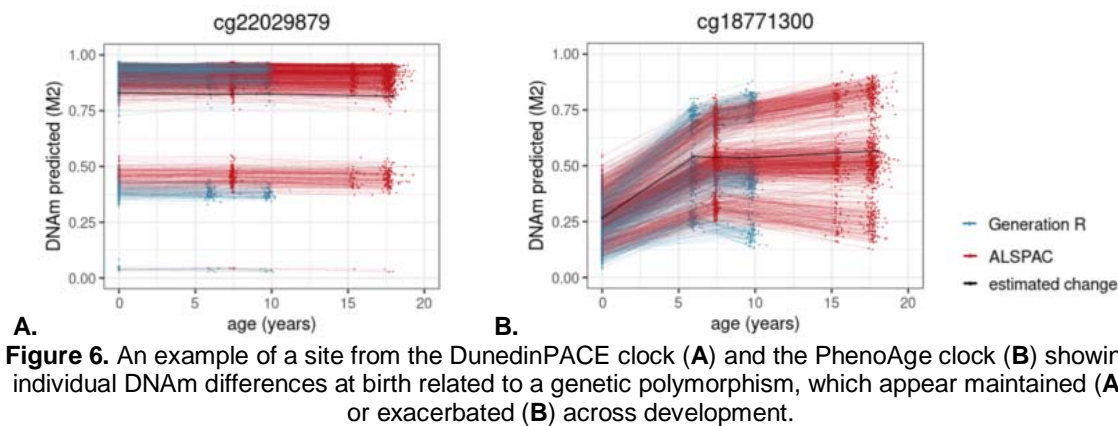 cg22029879
cg18771300
1.00
0.75
0.50
0.25
0.00
DNAm predicted (M2)
0 5 10 15 20
age (years)
1.00
0.75
0.50
0.25
0.00
DNAm predicted (M2)
0 5 10 15 20
age (years)
Generation R
ALSPAC
estimated change
A.
B.
Figure 6. An example of a site from the DunedinPACE clock (A) and the PhenoAge clock (B) showin
individual DNAm differences at birth related to a genetic polymorphism, which appear maintained (A
or exacerbated (B) across development.